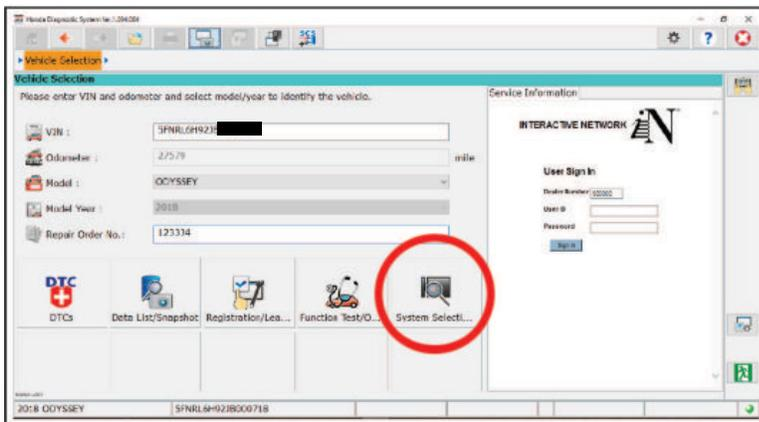 Honda Diagnostic System Ver.1.004.004
Vehicle Selection
Vehicle Selection
Please enter VIN and odometer and select model/year to identify the vehicle.
VIN :
5FNRL6H92JB
Odometer :
27579
mile
Model :
ODYSSEY
Model Year :
2018
Repair Order No.:
123334
DTC
DTCs
Data List/Snapshot
Registration/Lea...
Function Test/O...
System Selecti...
Service Information
INTERACTIVE NETWORK iN
User Sign In
Dealer Number
User ID
Password
Sign In
2018 ODYSSEY
5FNRL6H92JB000718